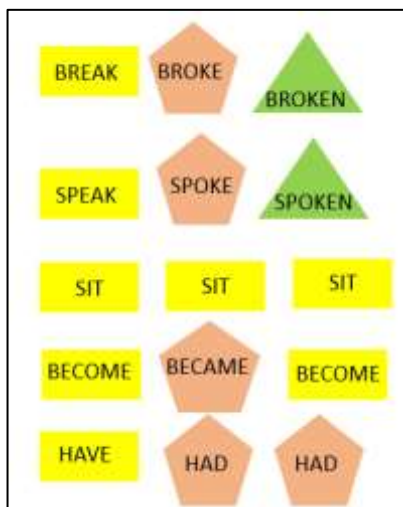 BREAK BROKE BROKEN
SPEAK SPOKE SPOKEN
SIT SIT SIT
BECOME BECAME BECOME
HAVE HAD HAD